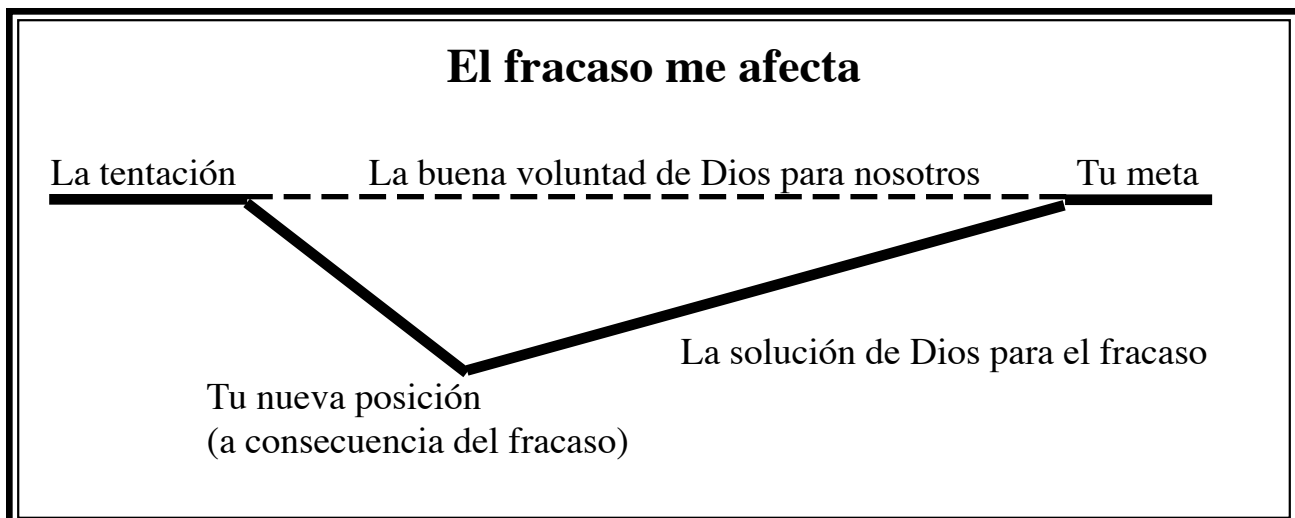 El fracaso me afecta
La tentación
La buena voluntad de Dios para nosotros
Tu meta
La solución de Dios para el fracaso
Tu nueva posición
(a consecuencia del fracaso)